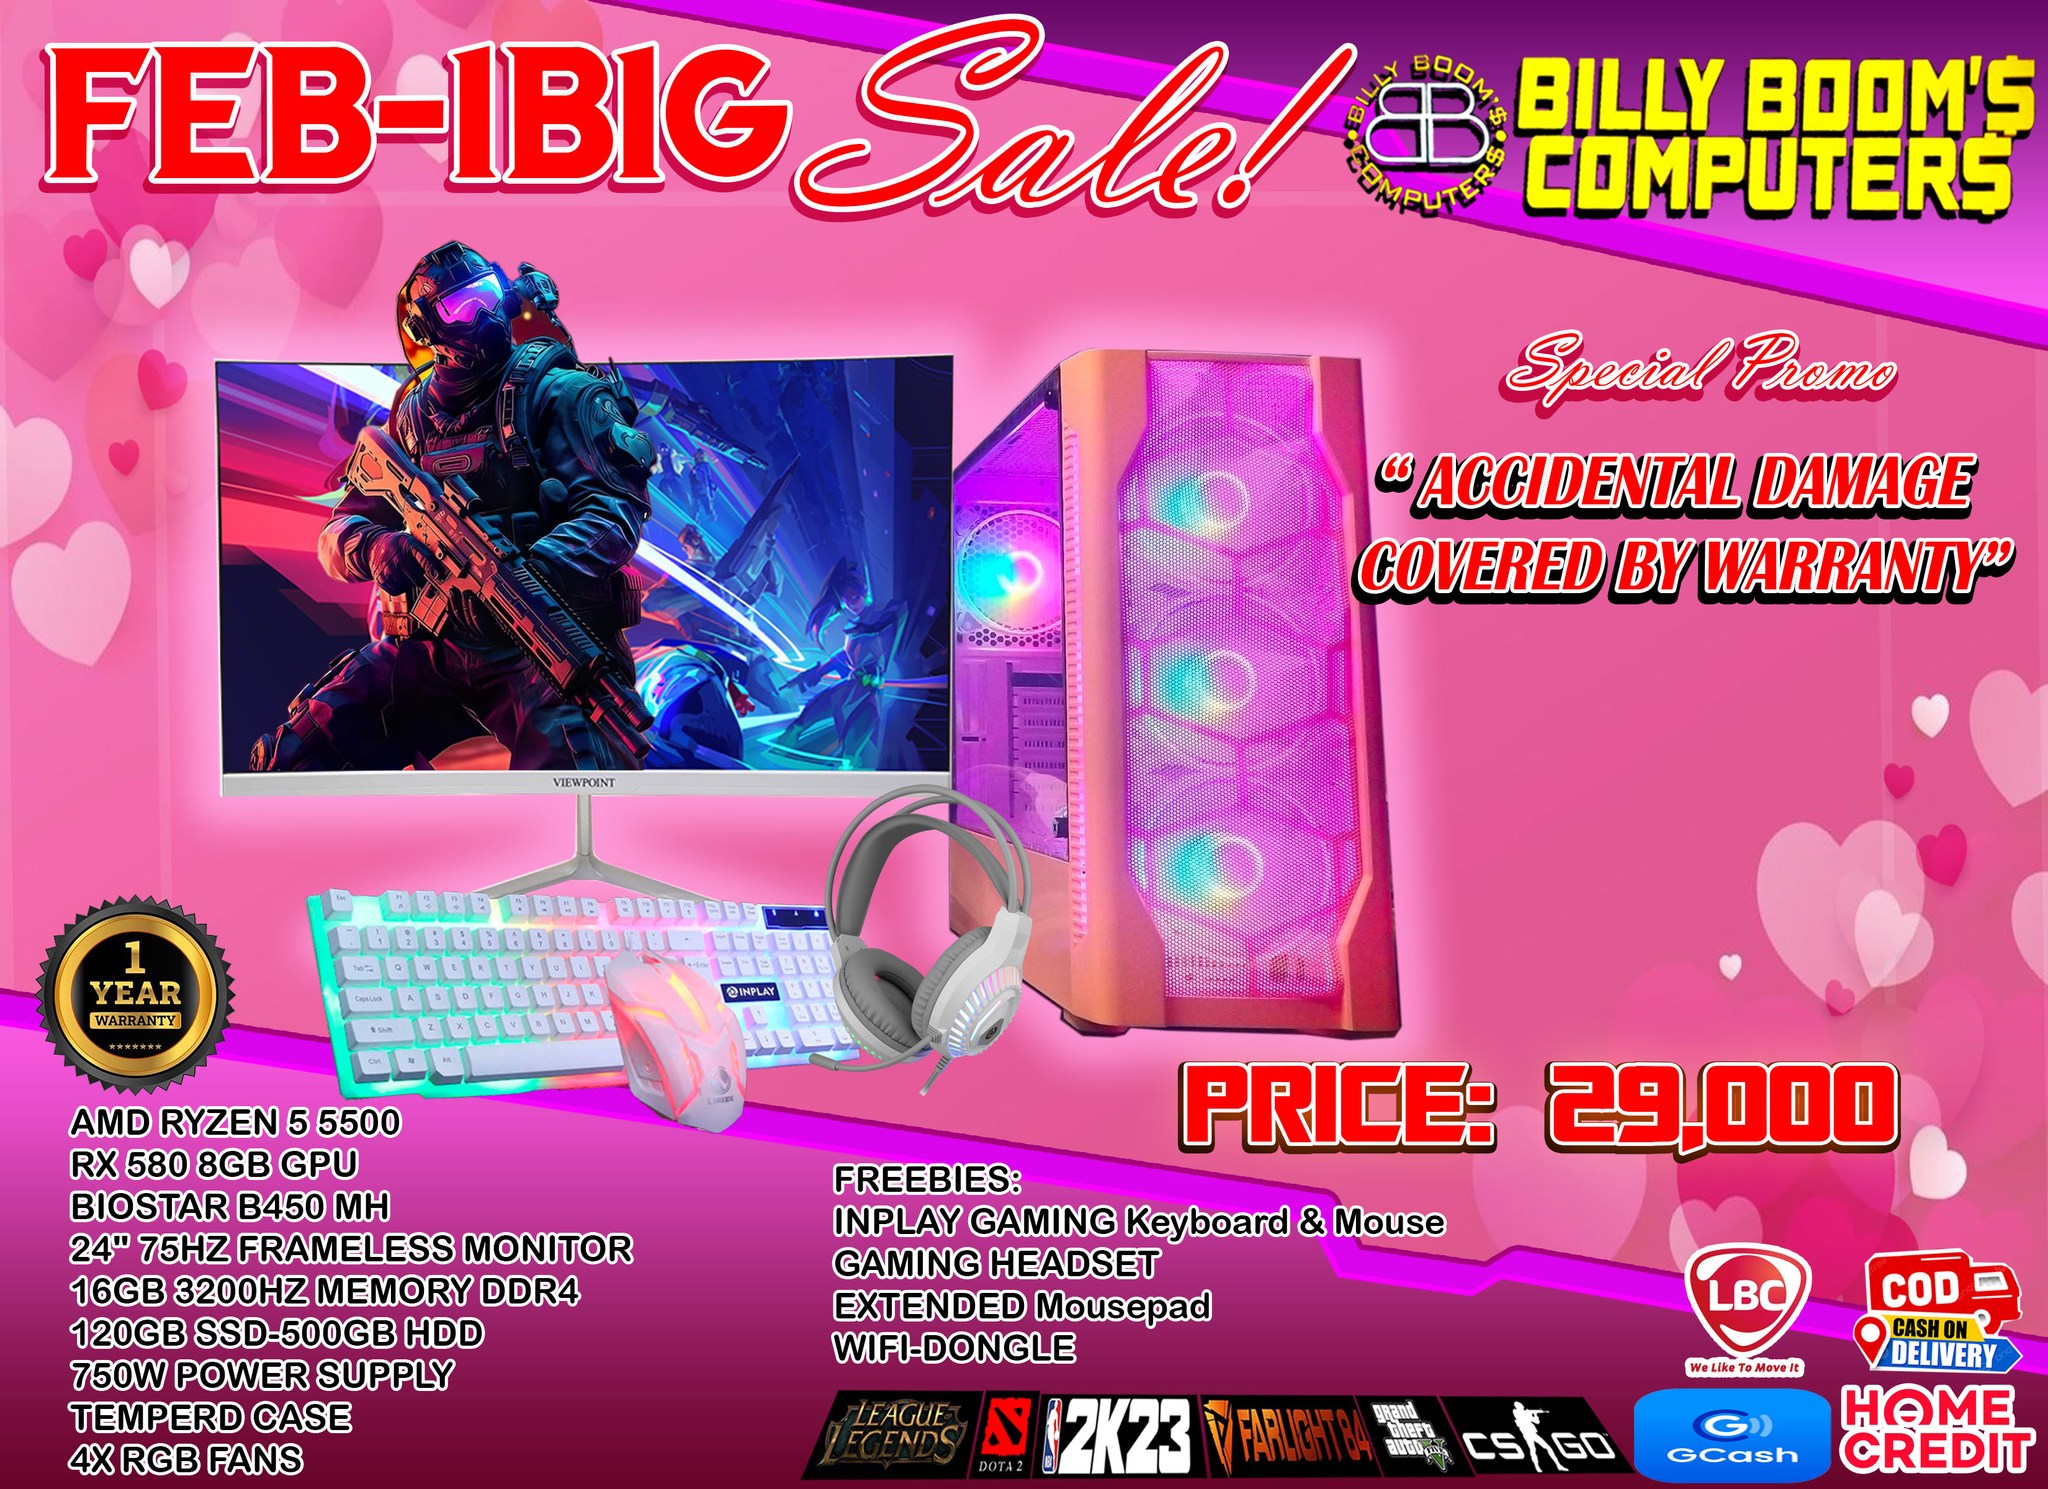 FEB-IBIG Sale!
BILLY BOOM'$ COMPUTER$
BB
BILLY BOOM'$
COMPUTER$
Special Promo
“ ACCIDENTAL DAMAGE
COVERED BY WARRANTY”
VIEWPOINT
INPLAY
1
YEAR
WARRANTY
PRICE: 29,000
AMD RYZEN 5 5500
RX 580 8GB GPU
BIOSTAR B450 MH
24" 75HZ FRAMELESS MONITOR
16GB 3200HZ MEMORY DDR4
120GB SSD-500GB HDD
750W POWER SUPPLY
TEMPERD CASE
4X RGB FANS
FREEBIES:
INPLAY GAMING Keyboard & Mouse
GAMING HEADSET
EXTENDED Mousepad
WIFI-DONGLE
LEAGUE
LEGENDS
DOTA 2
NBA 2K23
FARLIGHT 84
grand
theft
auto V
CS GO
LBC
We Like To Move It
COD
CASH ON
DELIVERY
G
GCash
HOME
CREDIT